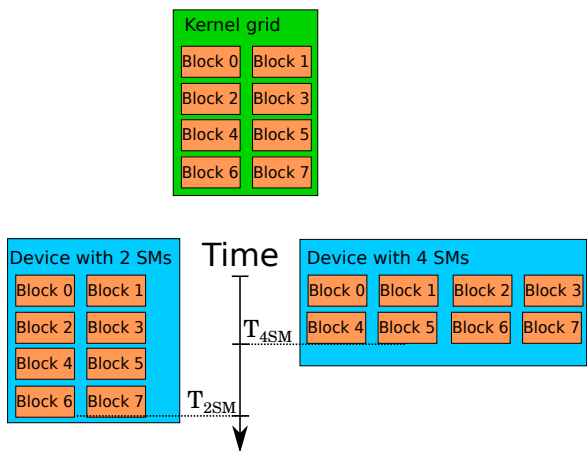 Kernel grid
Block 0 Block 1
Block 2 Block 3
Block 4 Block 5
Block 6 Block 7
Device with 2 SMs
Block 0 Block 1
Block 2 Block 3
Block 4 Block 5
Block 6 Block 7
Time
T4SM
T2SM
Device with 4 SMs
Block 0 Block 1 Block 2 Block 3
Block 4 Block 5 Block 6 Block 7